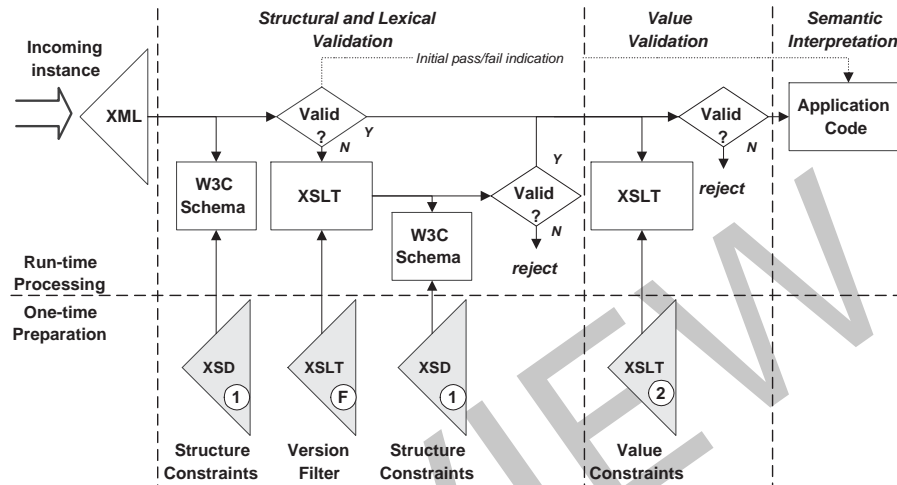 Structural and Lexical
Validation
Value
Validation
Semantic
Interpretation
Incoming
instance
Initial pass/fail indication
XML
Valid
?
Y
N
Valid
?
N
Application
Code
W3C
Schema
XSLT
Y
Valid
?
N
XSLT
reject
W3C
Schema
reject
Run-time
Processing
One-time
Preparation
XSD
1
XSLT
F
XSD
1
XSLT
2
Structure
Constraints
Version
Filter
Structure
Constraints
Value
Constraints
VIEW